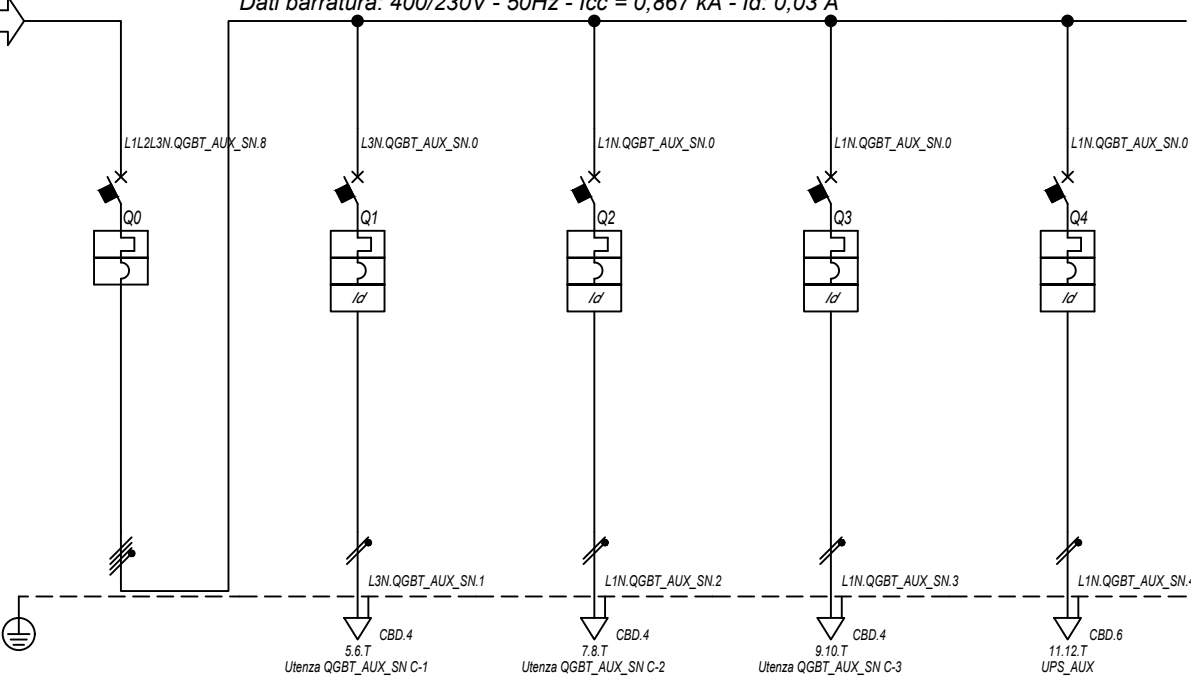 Dati barratura: 400/230V - 50Hz - Icc = 0,867 kA - Id: 0,03 A
L1L2L3N.QGBT_AUX_SN.8
L3N.QGBT_AUX_SN.0
L1N.QGBT_AUX_SN.0
L1N.QGBT_AUX_SN.0
L1N.QGBT_AUX_SN.0
Q0
Q1
Q2
Q3
Q4
Id
Id
Id
Id
L3N.QGBT_AUX_SN.1
L1N.QGBT_AUX_SN.2
L1N.QGBT_AUX_SN.3
L1N.QGBT_AUX_SN.4
CBD.4
CBD.4
CBD.4
CBD.6
5.6.T
7.8.T
9.10.T
11.12.T
Utenza QGBT_AUX_SN C-1
Utenza QGBT_AUX_SN C-2
Utenza QGBT_AUX_SN C-3
UPS_AUX